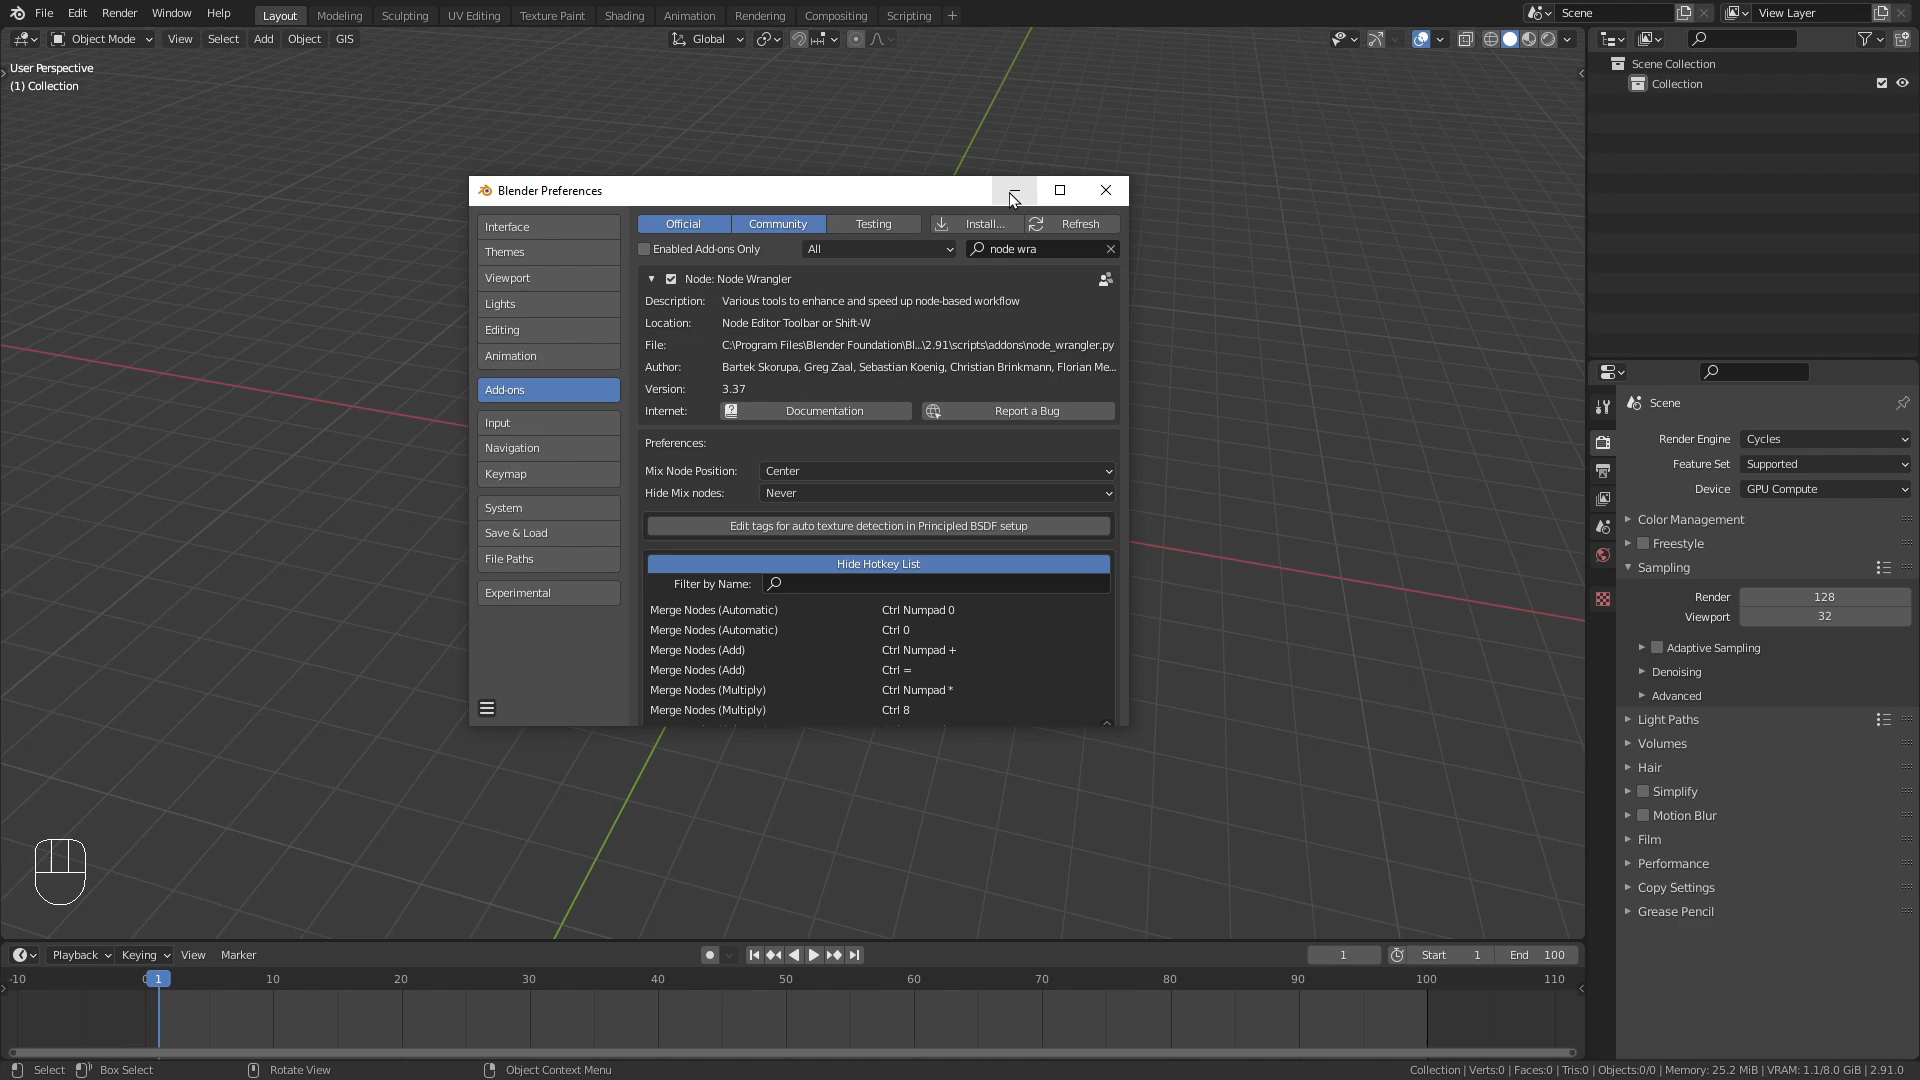 File Edit Render Window Help Layout Modeling Sculpting UV Editing Texture Paint Shading Animation Rendering Compositing Scripting + Scene View Layer
Object Mode View Select Add Object GIS Global
User Perspective
(1) Collection
Scene Collection
Collection
Blender Preferences
Interface
Themes
Viewport
Lights
Editing
Animation
Add-ons
Input
Navigation
Keymap
System
Save & Load
File Paths
Experimental
Official Community Testing Install... Refresh
Enabled Add-ons Only All node wra
Node: Node Wrangler
Description: Various tools to enhance and speed up node-based workflow
Location: Node Editor Toolbar or Shift-W
File: C:\Program Files\Blender Foundation\Bl...\2.91\scripts\addons\node_wrangler.py
Author: Bartek Skorupa, Greg Zaal, Sebastian Koenig, Christian Brinkmann, Florian Me...
Version: 3.37
Internet: Documentation Report a Bug
Preferences:
Mix Node Position: Center
Hide Mix nodes: Never
Edit tags for auto texture detection in Principled BSDF setup
Hide Hotkey List
Filter by Name:
Merge Nodes (Automatic) Ctrl Numpad 0
Merge Nodes (Automatic) Ctrl 0
Merge Nodes (Add) Ctrl Numpad +
Merge Nodes (Add) Ctrl =
Merge Nodes (Multiply) Ctrl Numpad *
Merge Nodes (Multiply) Ctrl 8
Scene
Render Engine Cycles
Feature Set Supported
Device GPU Compute
Color Management
Freestyle
Sampling
Render 128
Viewport 32
Adaptive Sampling
Denoising
Advanced
Light Paths
Volumes
Hair
Simplify
Motion Blur
Film
Performance
Copy Settings
Grease Pencil
Playback Keying View Marker 1 Start 1 End 100
-10 0 1 10 20 30 40 50 60 70 80 90 100 110
Select Box Select Rotate View Object Context Menu Collection | Verts:0 | Faces:0 | Tris:0 | Objects:0/0 | Memory: 25.2 MiB | VRAM: 1.1/8.0 GiB | 2.91.0